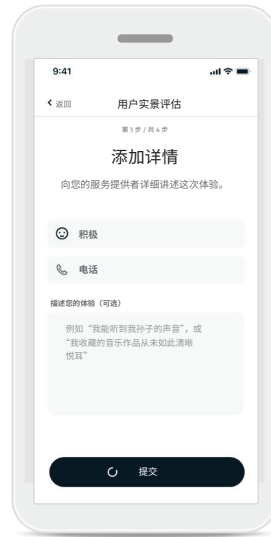 9:41
返回
用户实景评估
第3步/共4步
添加详情
向您的服务提供者详细讲述这次体验。
积极
电话
描述您的体验（可选）
例如“我能听到我孙子的声音”，或
“我收藏的音乐作品从未如此清晰
悦耳”
提交